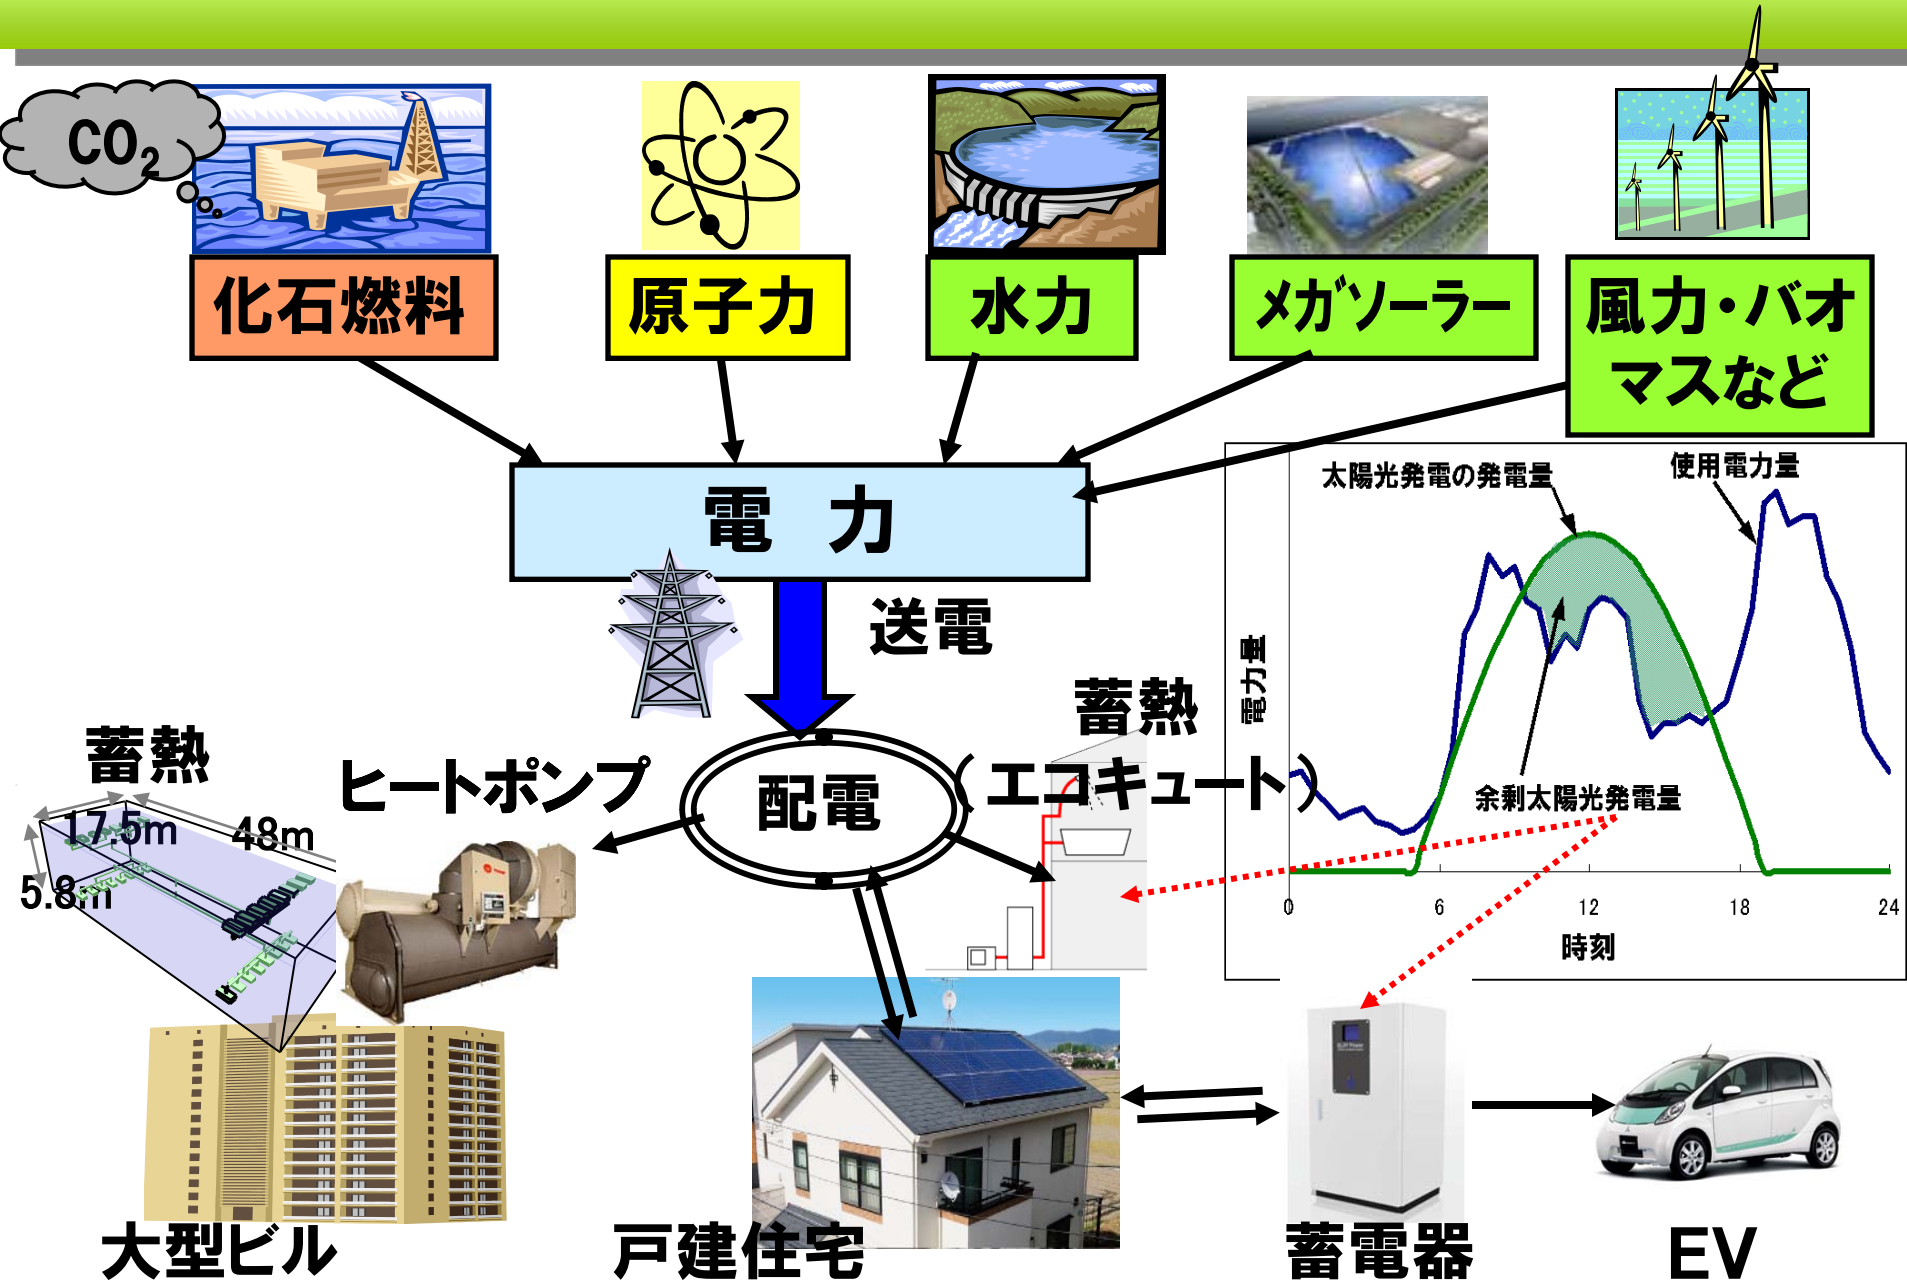 CO2
化石燃料
原子力
水力
メガソーラー
風力・バオ
マスなど
電 力
送電
太陽光発電の発電量
使用電力量
電力量
余剰太陽光発電量
0 6 12 18 24
時刻
蓄熱
(エコキュート)
蓄熱
ヒートポンプ
配電
17.5m
48m
5.8m
大型ビル
戸建住宅
蓄電器
EV